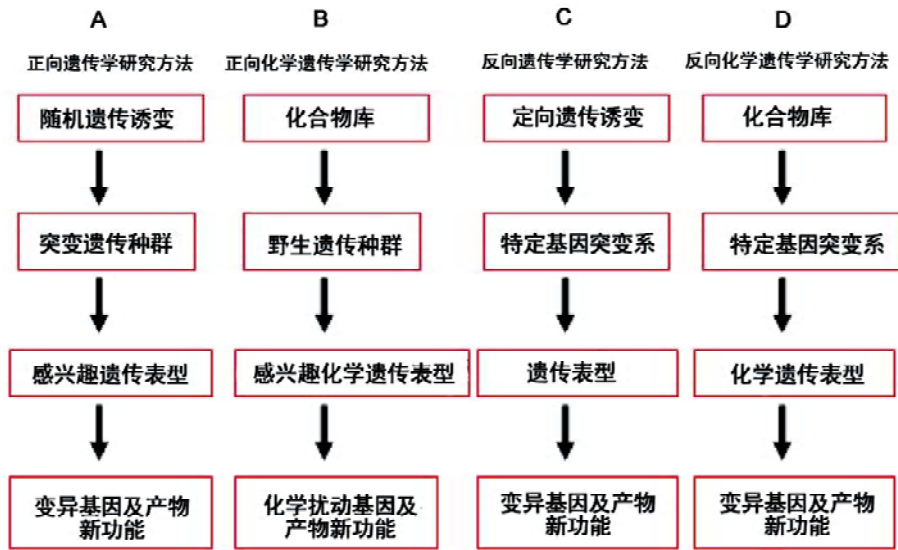 A
B
C
D
正向遗传学研究方法
正向化学遗传学研究方法
反向遗传学研究方法
反向化学遗传学研究方法
随机遗传诱变
化合物库
定向遗传诱变
化合物库
突变遗传种群
野生遗传种群
特定基因突变系
特定基因突变系
感兴趣遗传表型
感兴趣化学遗传表型
遗传表型
化学遗传表型
变异基因及产物
新功能
化学扰动基因及
产物新功能
变异基因及产物
新功能
变异基因及产物
新功能